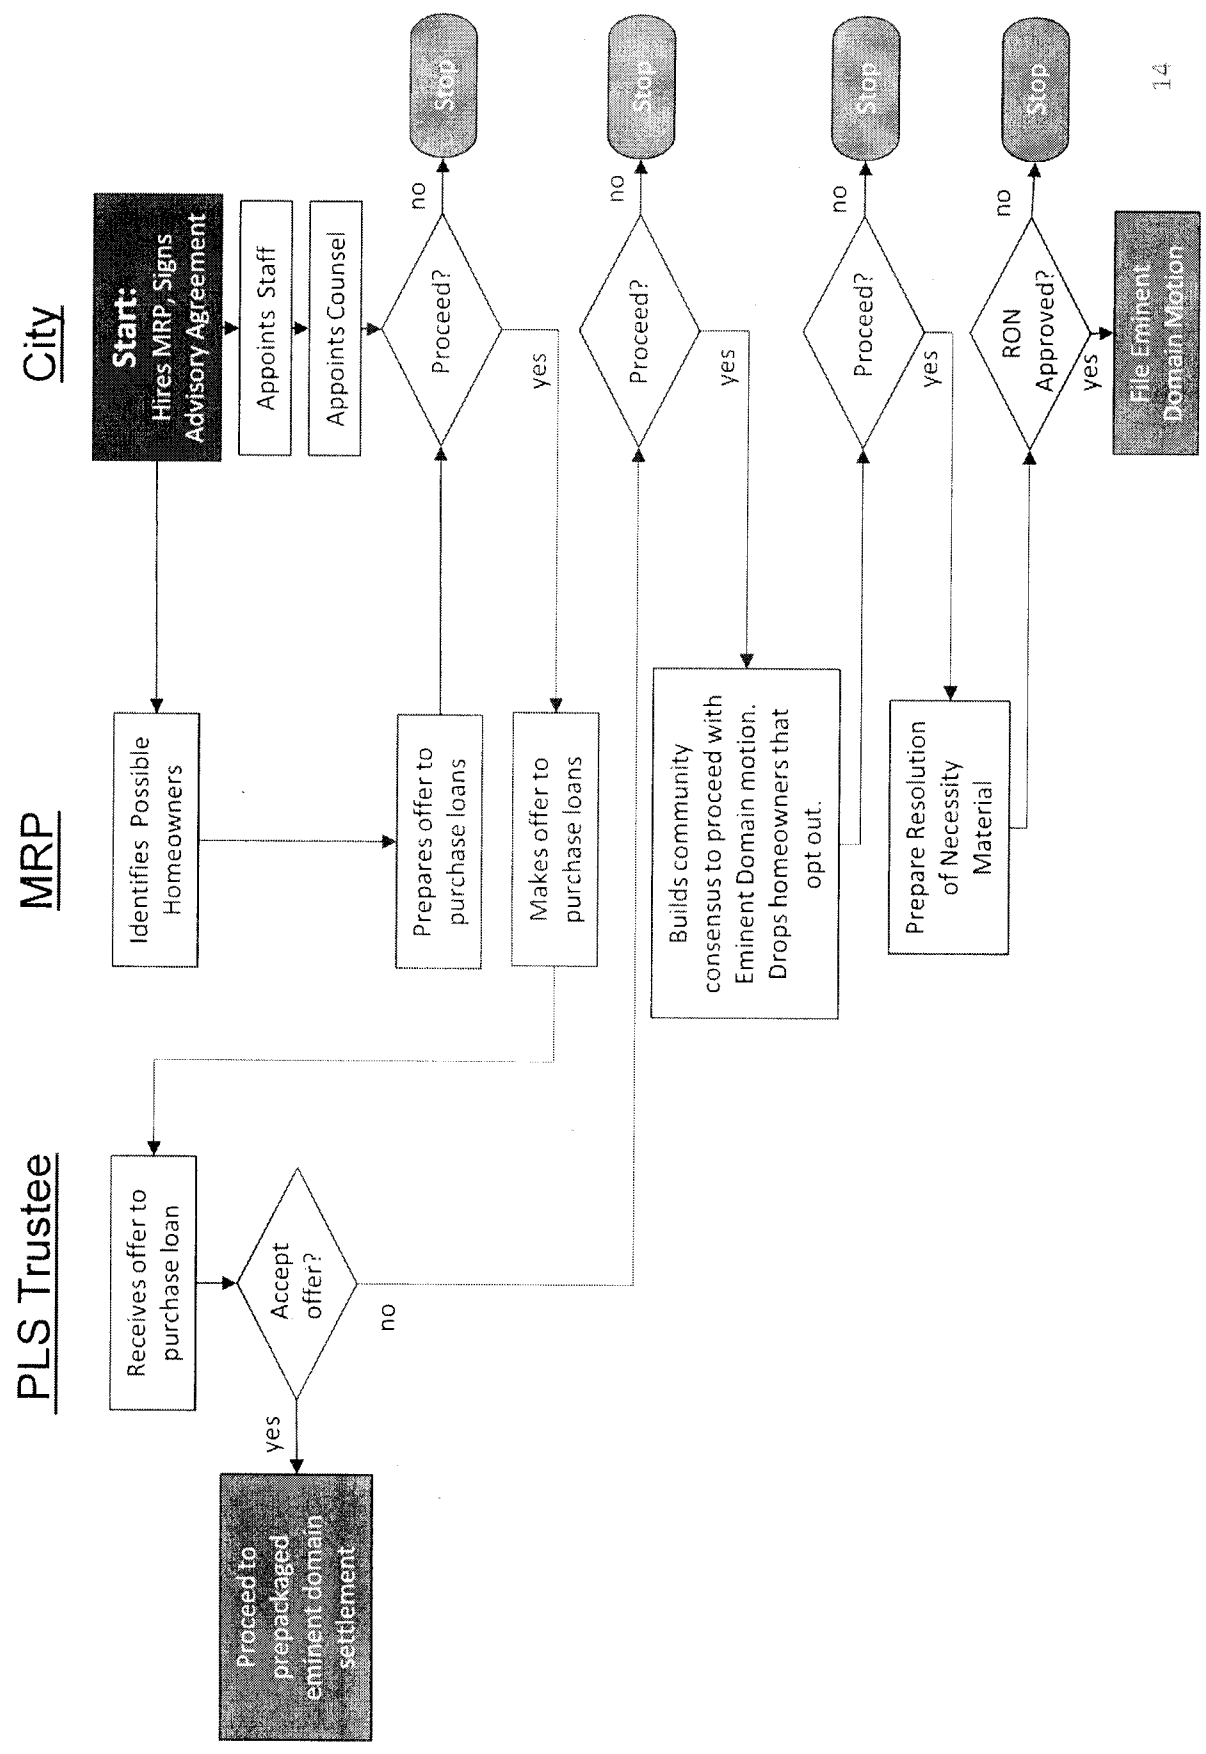 PLS Trustee
MRP
City
Start:
Hires MRP, Signs
Advisory Agreement
Appoints Staff
Appoints Counsel
Identifies Possible
Homeowners
Prepares offer to
purchase loans
Proceed?
no
Stop
yes
Makes offer to
purchase loans
Receives offer to
purchase loan
Accept
offer?
yes
Proceed to
prepackaged
eminent domain
settlement
no
Proceed?
no
Stop
yes
Builds community
consensus to proceed with
Eminent Domain motion.
Drops homeowners that
opt out.
Proceed?
no
Stop
yes
Prepare Resolution
of Necessity
Material
RON
Approved?
no
Stop
yes
File Eminent
Domain Motion
14